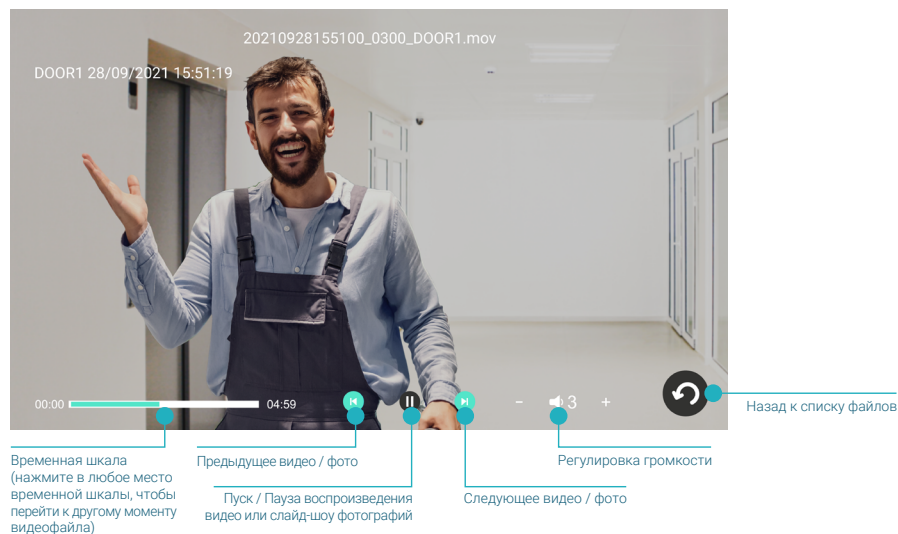 20210928155100_0300_DOOR1.mov
DOOR1 28/09/2021 15:51:19
00:00
04:59
-
3
+
Назад к списку файлов
Временная шкала
(нажмите в любое место
временной шкалы, чтобы
перейти к другому моменту
видеофайла)
Предыдущее видео / фото
Пуск / Пауза воспроизведения
видео или слайд-шоу фотографий
Следующее видео / фото
Регулировка громкости